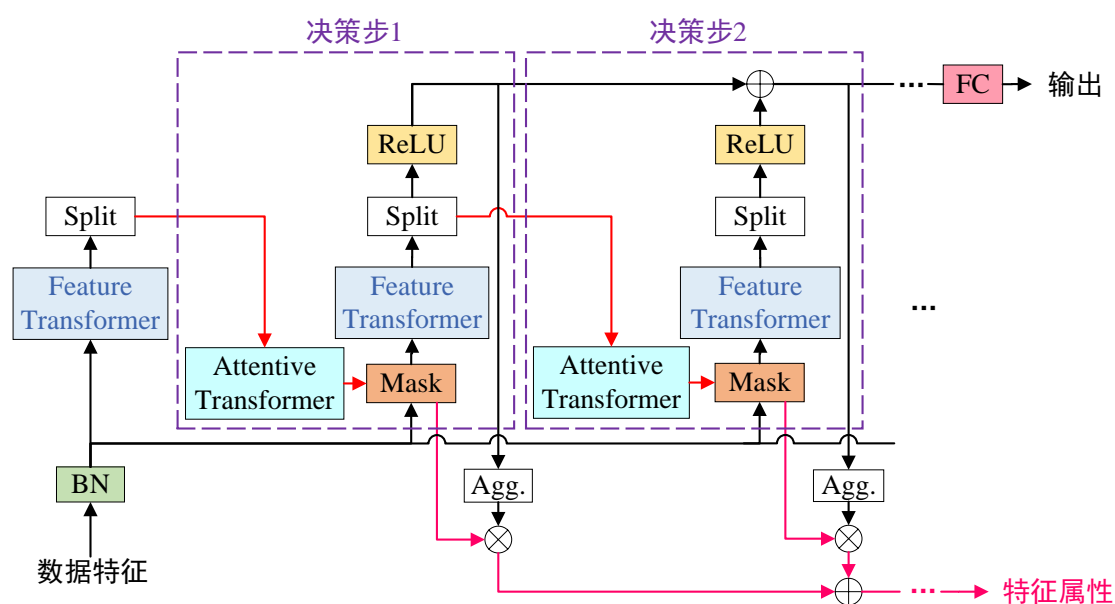 决策步1
决策步2
... FC 输出
ReLU
ReLU
Split
Split
Split
Feature
Transformer
Feature
Transformer
Feature
Transformer
...
Attentive
Transformer
Mask
Attentive
Transformer
Mask
BN
Agg.
Agg.
数据特征
... 特征属性